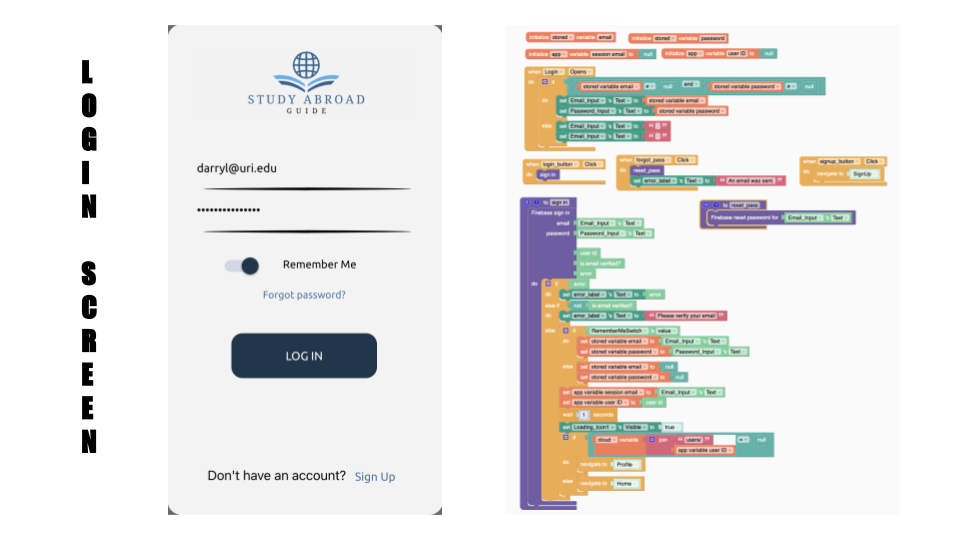 LOGIN SCREEN
STUDY ABROAD
GUIDE
darryl@uri.edu
•••••••••••••••
Remember Me
Forgot password?
LOG IN
Don't have an account? Sign Up
initialize stored variable email
initialize stored variable password
initialize app variable session email to null
initialize app variable user ID to null
when Login Opens
do if
stored variable email ≠ null and stored variable password ≠ null
do set Email_Input 's Text to stored variable email
set Password_Input 's Text to stored variable password
else set Email_Input 's Text to " "
set Email_Input 's Text to " "
when login_button Click
do sign in
when forgot_pass Click
do reset_pass
set error_label 's Text to " An email was sent. "
when signup_button Click
do navigate to SignUp
to sign in
Firebase sign in
email Email_Input 's Text
password Password_Input 's Text
user id
is email verified?
error
do if error
do set error_label 's Text to error
else if not is email verified?
do set error_label 's Text to " Please verify your email "
else if RememberMeSwitch 's value
do set stored variable email to Email_Input 's Text
set stored variable password to Password_Input 's Text
else set stored variable email to null
set stored variable password to null
set app variable session email to Email_Input 's Text
set app variable user ID to user id
wait 1 seconds
set Loading_Icon1 's Visible to true
if cloud variable join " users/ " = null
app variable user ID
do navigate to Profile
else navigate to Home
to reset_pass
Firebase reset password for Email_Input 's Text